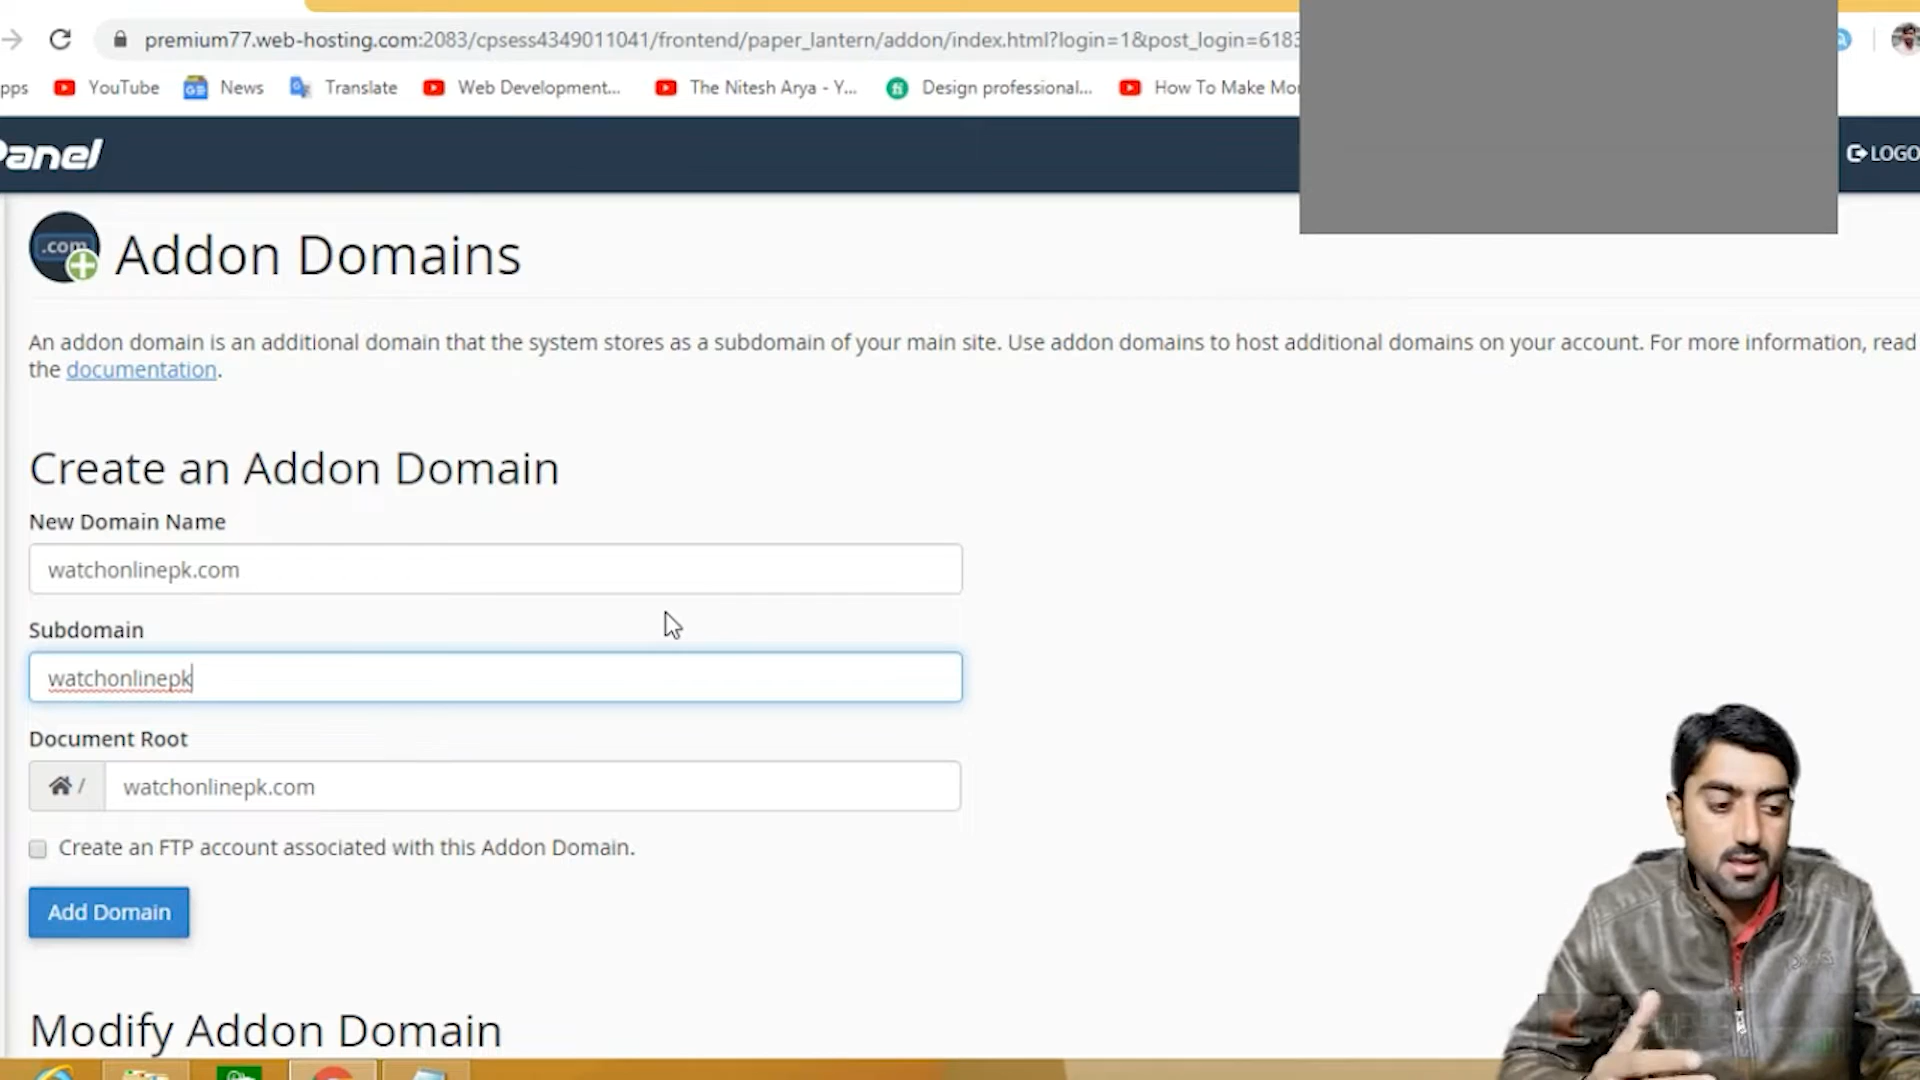 premium77.web-hosting.com:2083/cpsess4349011041/frontend/paper_lantern/addon/index.html?login=1&post_login=6183
pps YouTube News Translate Web Development... The Nitesh Arya - Y... Design professional... How To Make Mo
Panel LOGO
.com Addon Domains
An addon domain is an additional domain that the system stores as a subdomain of your main site. Use addon domains to host additional domains on your account. For more information, read
the documentation.
Create an Addon Domain
New Domain Name
watchonlinepk.com
Subdomain
watchonlinepk
Document Root
/ watchonlinepk.com
Create an FTP account associated with this Addon Domain.
Add Domain
Modify Addon Domain